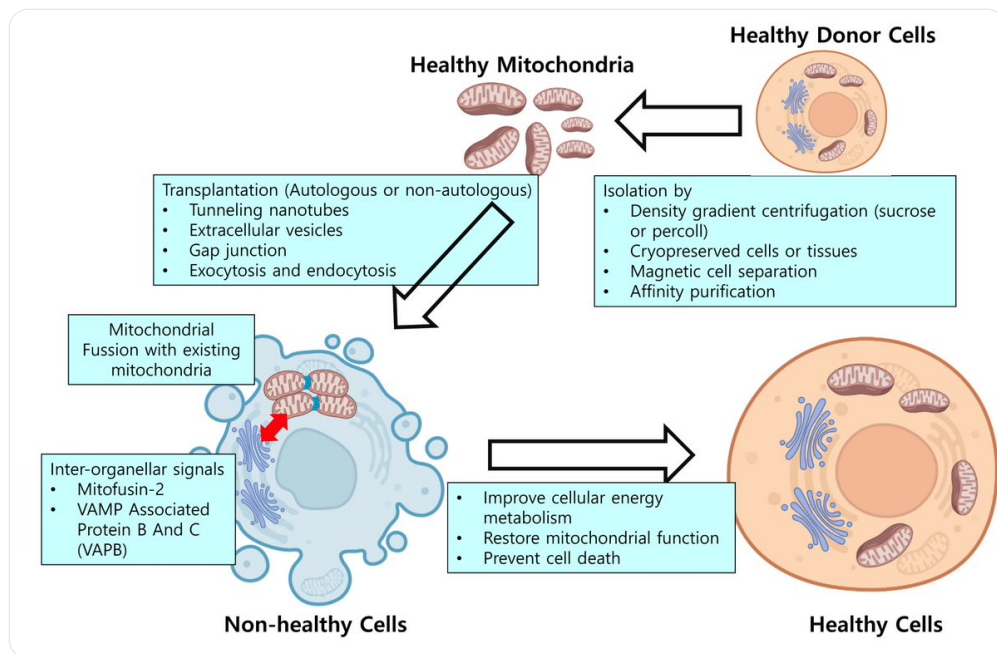 Healthy Donor Cells
Healthy Mitochondria
Transplantation (Autologous or non-autologous)
• Tunneling nanotubes
• Extracellular vesicles
• Gap junction
• Exocytosis and endocytosis
Isolation by
• Density gradient centrifugation (sucrose
or percoll)
• Cryopreserved cells or tissues
• Magnetic cell separation
• Affinity purification
Mitochondrial
Fussion with existing
mitochondria
Inter-organellar signals
• Mitofusin-2
• VAMP Associated
Protein B And C
(VAPB)
• Improve cellular energy
metabolism
• Restore mitochondrial function
• Prevent cell death
Non-healthy Cells
Healthy Cells